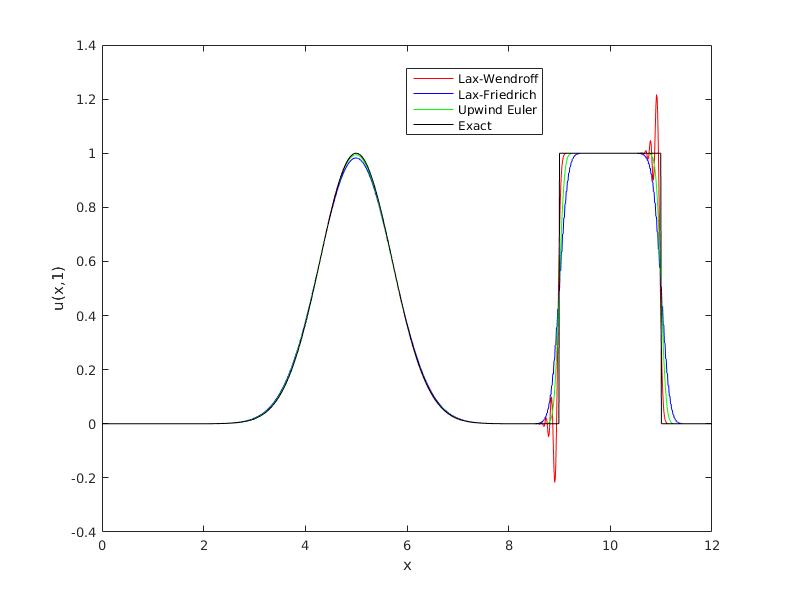 1.4
1.2
1
0.8
0.6
0.4
0.2
0
-0.2
-0.4
u(x,1)
Lax-Wendroff
Lax-Friedrich
Upwind Euler
Exact
0 2 4 6 8 10 12
x